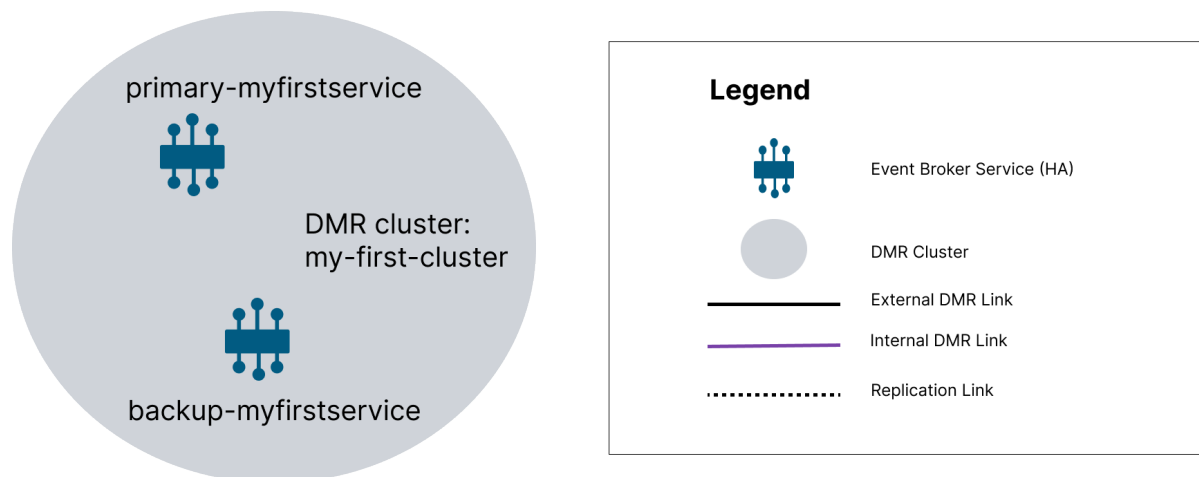 primary-myfirstservice
DMR cluster:
my-first-cluster
backup-myfirstservice
Legend
Event Broker Service (HA)
DMR Cluster
External DMR Link
Internal DMR Link
Replication Link